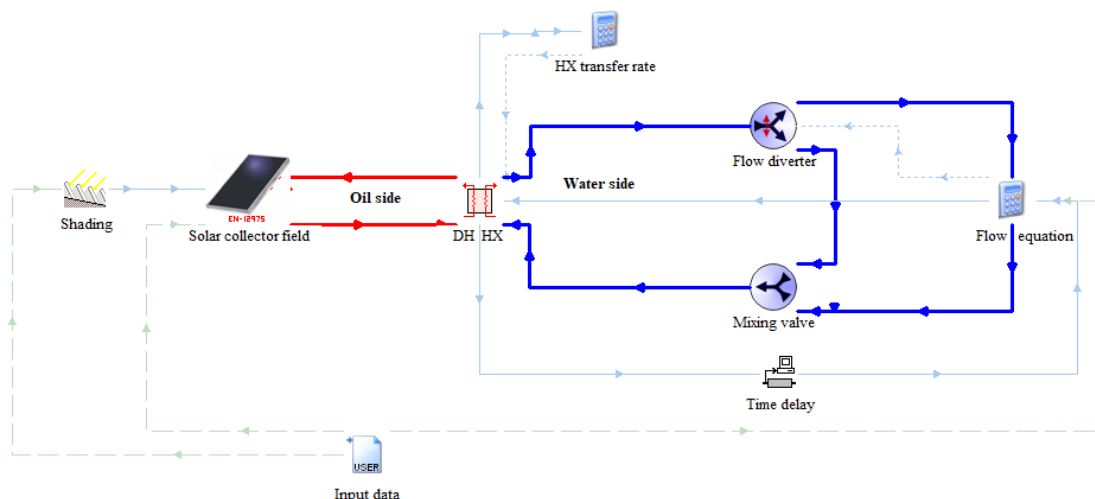 HX transfer rate
Flow diverter
Water side
Oil side
Shading
EN-12975
Solar collector field
DH HX
Flow equation
Mixing valve
Time delay
USER
Input data